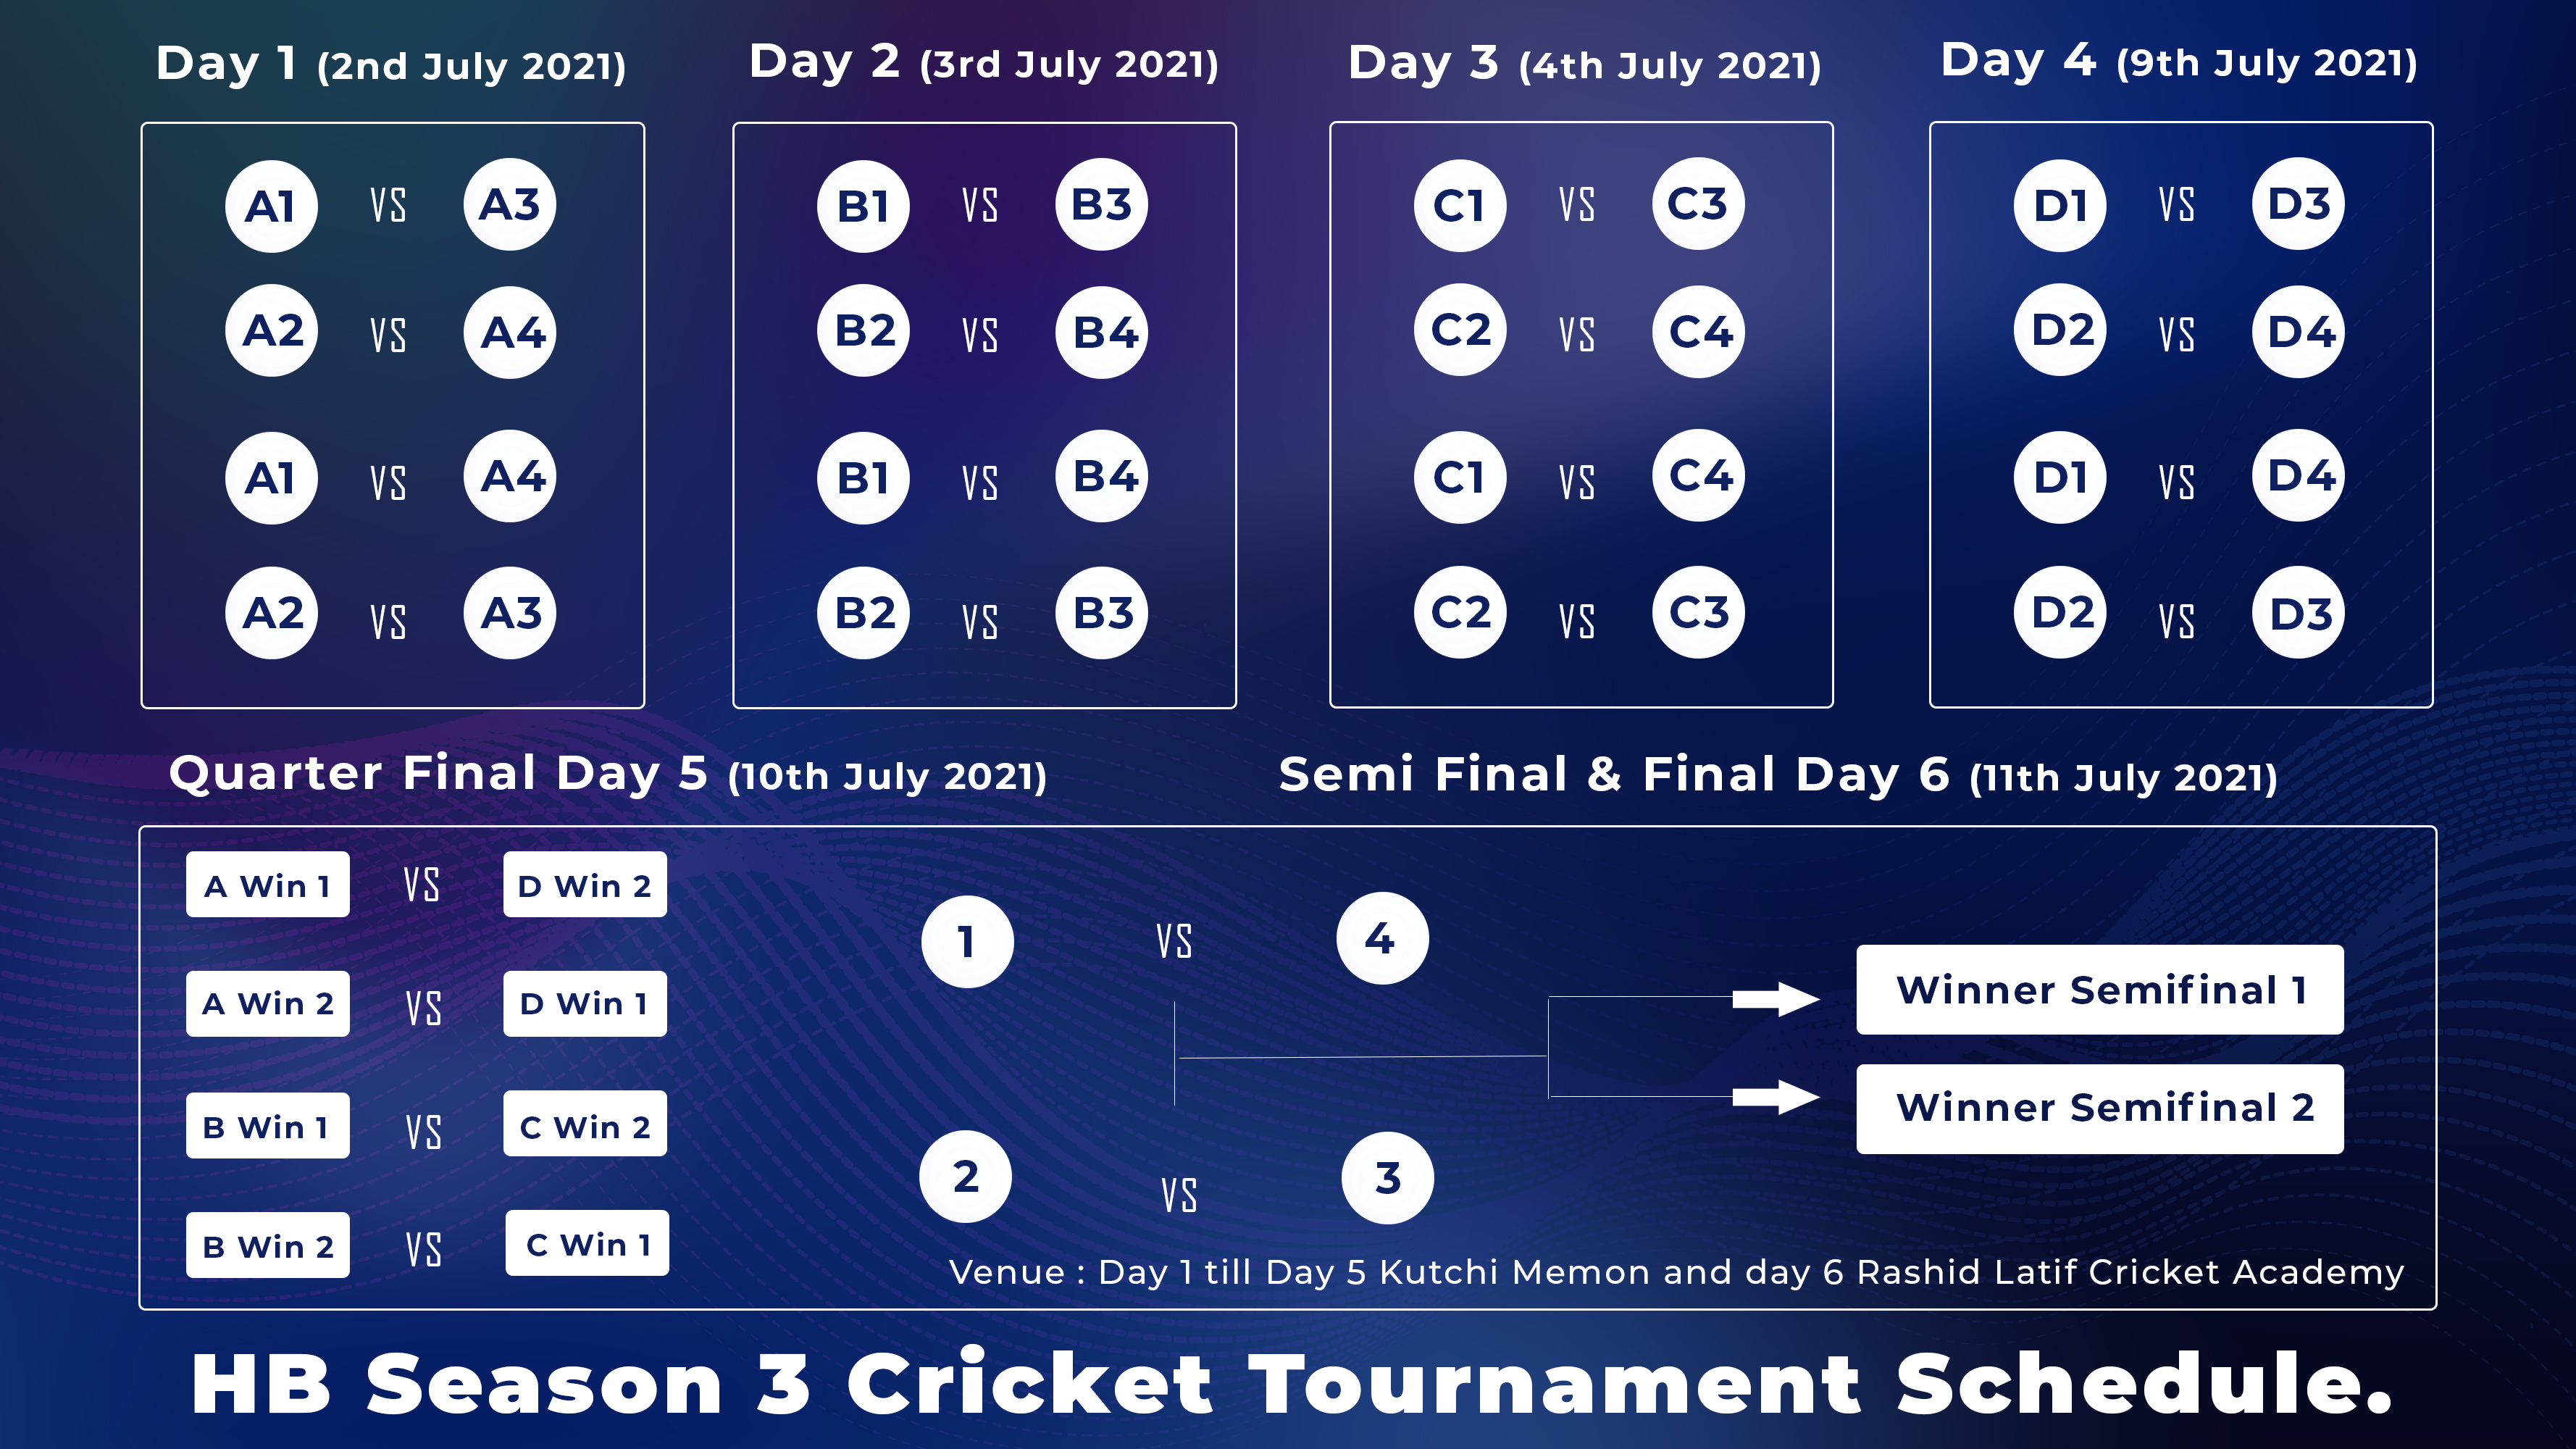 Day 1 (2nd July 2021)
A1 VS A3
A2 VS A4
A1 VS A4
A2 VS A3
Day 2 (3rd July 2021)
B1 VS B3
B2 VS B4
B1 VS B4
B2 VS B3
Day 3 (4th July 2021)
C1 VS C3
C2 VS C4
C1 VS C4
C2 VS C3
Day 4 (9th July 2021)
D1 VS D3
D2 VS D4
D1 VS D4
D2 VS D3
Quarter Final Day 5 (10th July 2021)
A Win 1 VS D Win 2
A Win 2 VS D Win 1
B Win 1 VS C Win 2
B Win 2 VS C Win 1
Semi Final & Final Day 6 (11th July 2021)
1 VS 4
2 VS 3
Winner Semifinal 1
Winner Semifinal 2
Venue : Day 1 till Day 5 Kutchi Memon and day 6 Rashid Latif Cricket Academy
HB Season 3 Cricket Tournament Schedule.